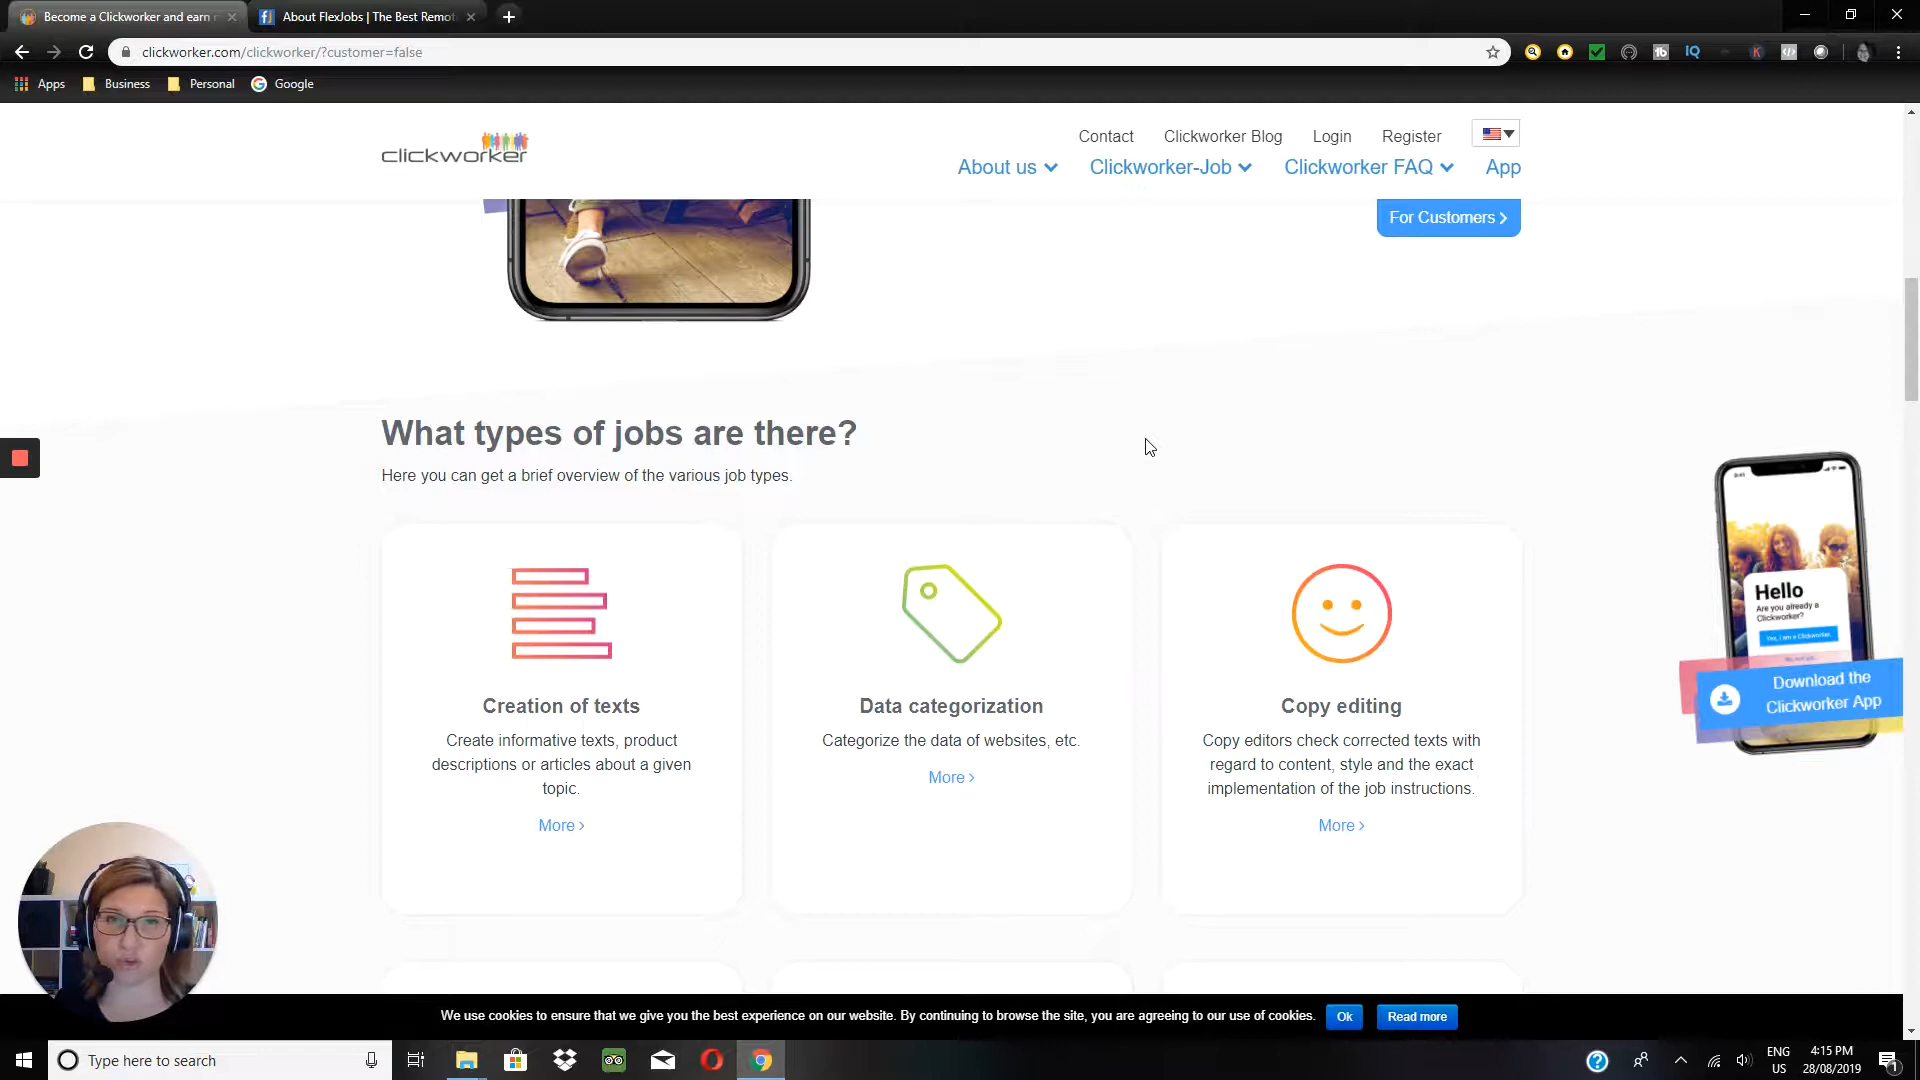 Become a Clickworker and earn
About FlexJobs | The Best Remot
clickworker.com/clickworker/?customer=false
Apps
Business
Personal
Google
clickworker
Contact
Clickworker Blog
Login
Register
About us
Clickworker-Job
Clickworker FAQ
App
For Customers
What types of jobs are there?
Here you can get a brief overview of the various job types.
Creation of texts
Create informative texts, product
descriptions or articles about a given
topic.
More
Data categorization
Categorize the data of websites, etc.
More
Copy editing
Copy editors check corrected texts with
regard to content, style and the exact
implementation of the job instructions.
More
Hello
Are you already a
Clickworker?
Yes, I am a Clickworker.
Download the
Clickworker App
We use cookies to ensure that we give you the best experience on our website. By continuing to browse the site, you are agreeing to our use of cookies.
Ok
Read more
Type here to search
ENG
US
4:15 PM
28/08/2019